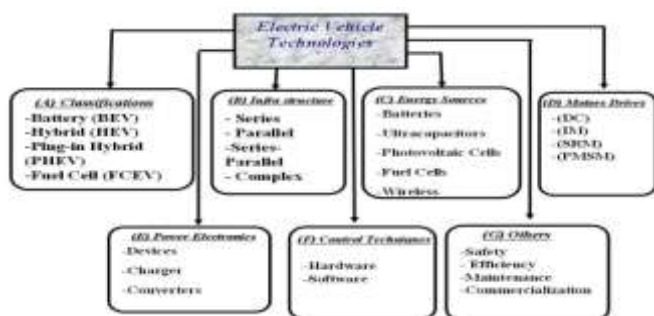 Electric Vehicle
Technologies
(A) Classifications
-Battery (BEV)
-Hybrid (HEV)
-Plug-in Hybrid
(PHEV)
-Fuel Cell (FCEV)
(B) Infra structure
- Series
- Parallel
-Series-
Parallel
- Complex
(C) Energy Sources
-Batteries
-Ultracapacitors
-Photovoltaic Cells
-Fuel Cells
-Wireless
(D) Motors Drives
-(DC)
-(IM)
-(SRM)
-(PMSM)
(E) Power Electronics
-Devices
-Charger
-Converters
(F) Control Techniques
-Hardware
-Software
(G) Others
-Safety
- Efficiency
-Maintenance
-Commercialization